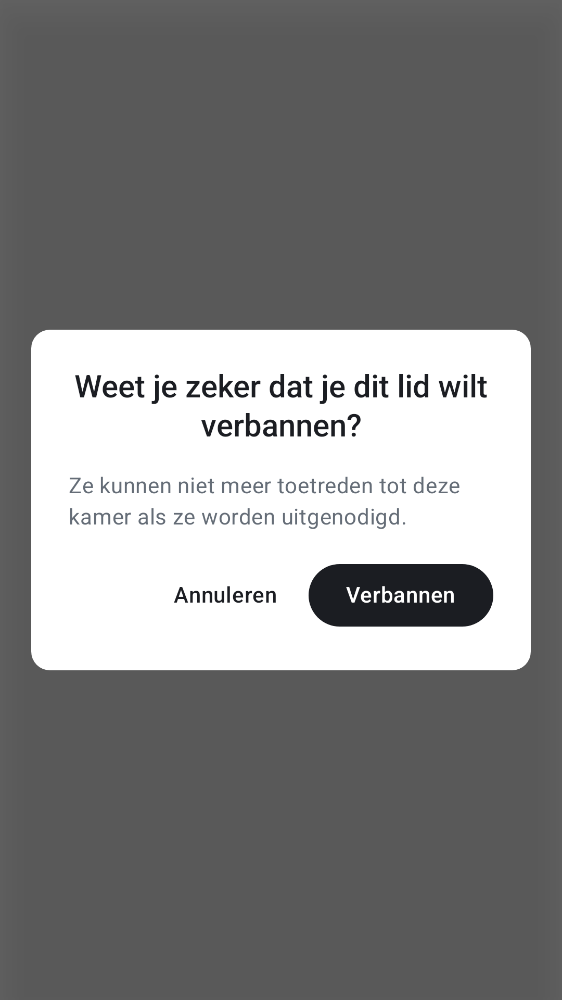 Weet je zeker dat je dit lid wilt
verbannen?
Ze kunnen niet meer toetreden tot deze
kamer als ze worden uitgenodigd.
Annuleren
Verbannen